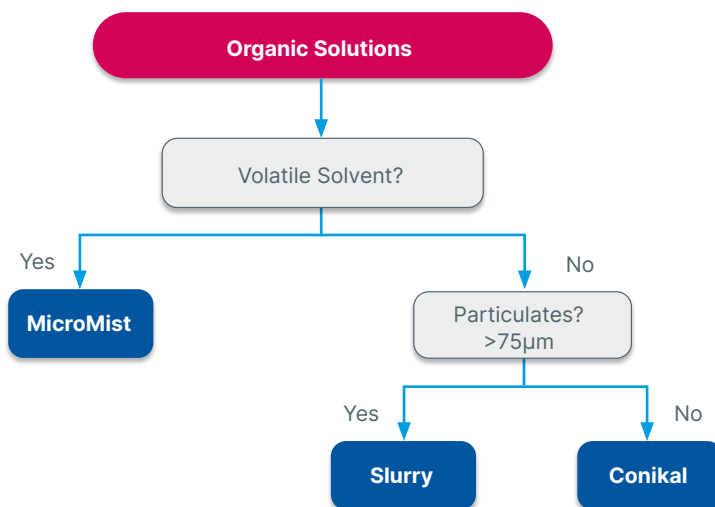 Organic Solutions
Volatile Solvent?
Yes
No
MicroMist
Particulates?
>75µm
Yes
No
Slurry
Conikal